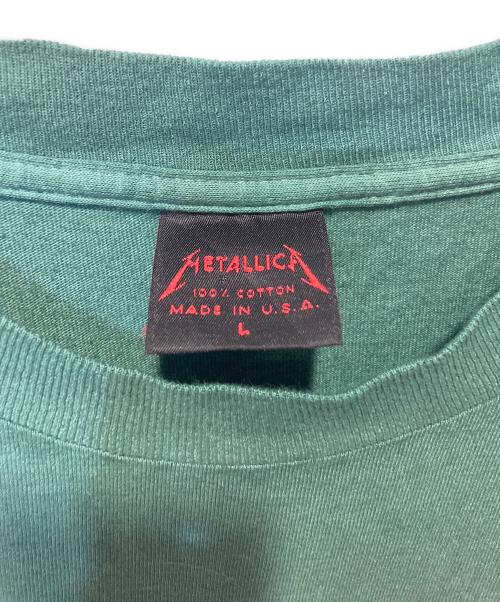 METALLICA
100% COTTON
MADE IN U.S.A.
L